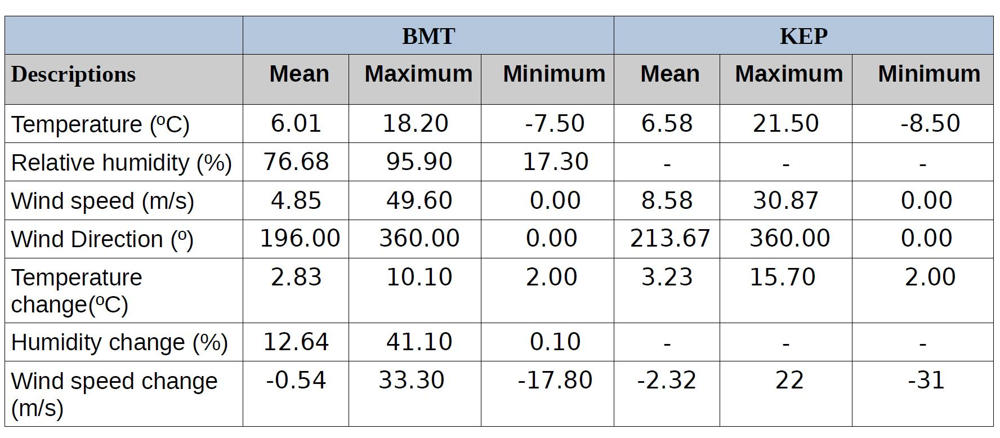 BMT KEP
Descriptions Mean Maximum Minimum Mean Maximum Minimum
Temperature (ºC) 6.01 18.20 -7.50 6.58 21.50 -8.50
Relative humidity (%) 76.68 95.90 17.30 - - -
Wind speed (m/s) 4.85 49.60 0.00 8.58 30.87 0.00
Wind Direction (º) 196.00 360.00 0.00 213.67 360.00 0.00
Temperature 2.83 10.10 2.00 3.23 15.70 2.00
change(ºC)
Humidity change (%) 12.64 41.10 0.10 - - -
Wind speed change -0.54 33.30 -17.80 -2.32 22 -31
(m/s)